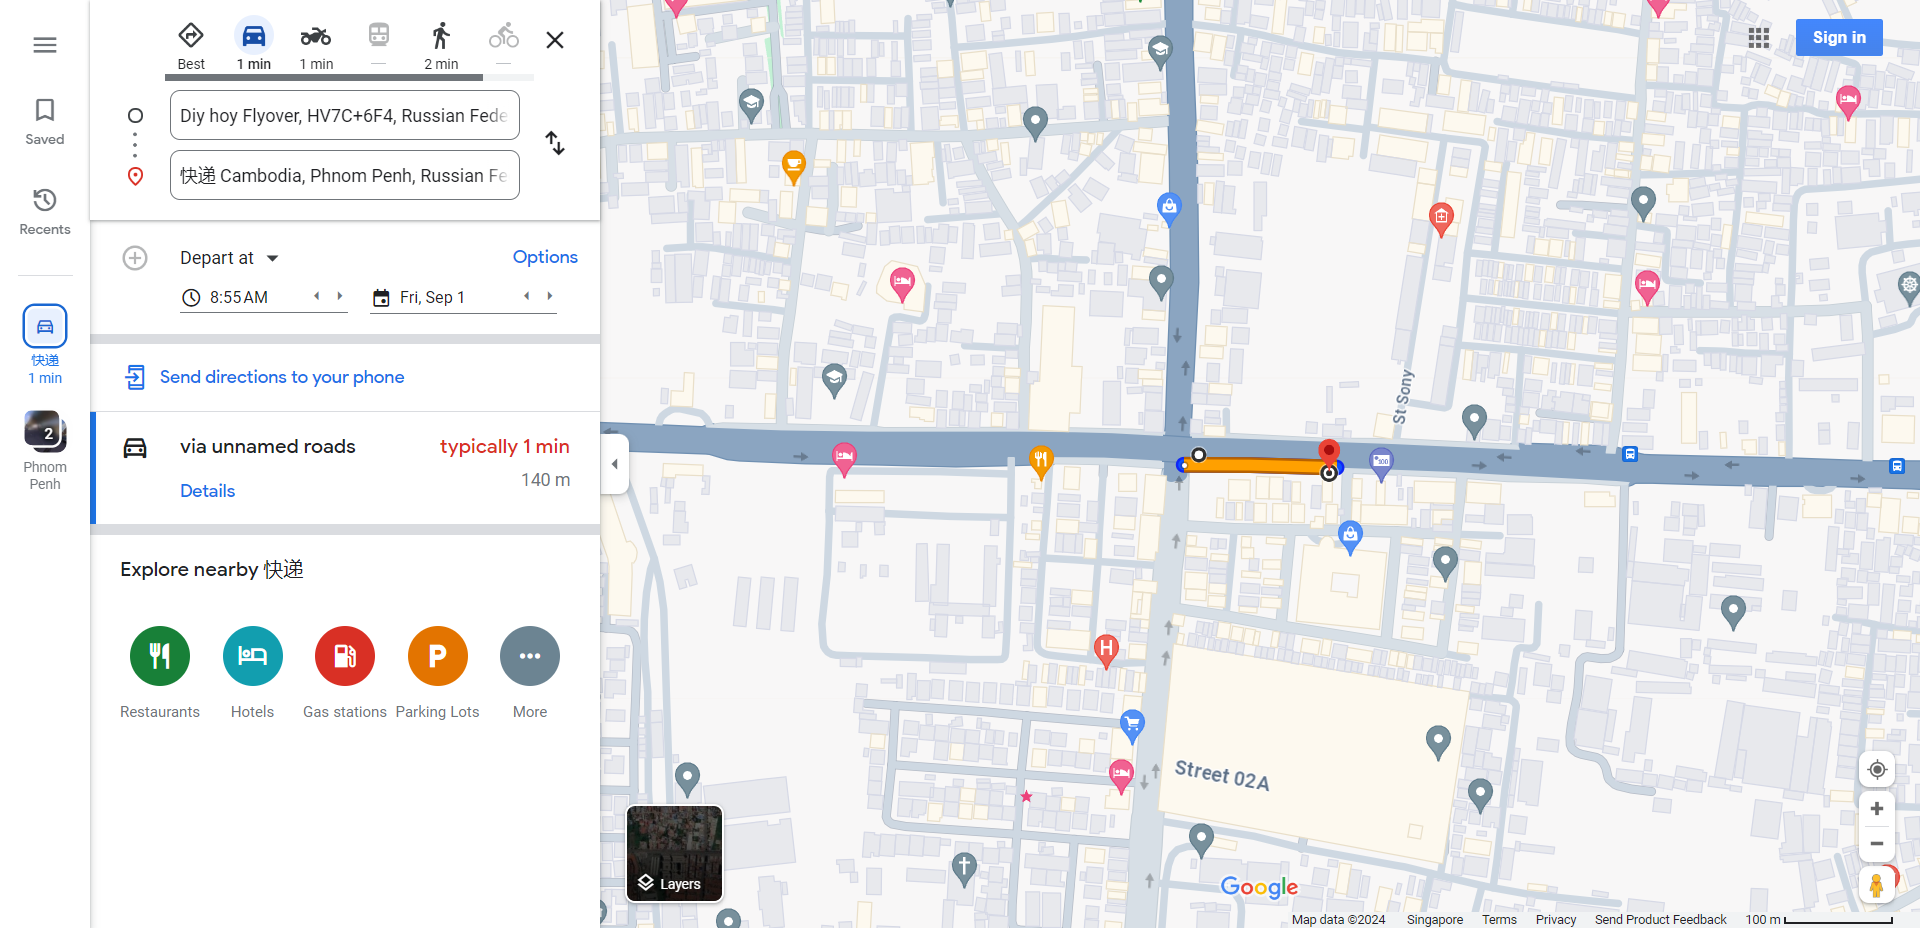 Best
1 min
1 min
—
2 min
—
Sign in
Saved
Recents
快递
1 min
2
Phnom
Penh
Diy hoy Flyover, HV7C+6F4, Russian Fede
快递 Cambodia, Phnom Penh, Russian Fe
Depart at
Options
8:55 AM
Fri, Sep 1
Send directions to your phone
via unnamed roads
typically 1 min
140 m
Details
Explore nearby 快递
P
Restaurants
Hotels
Gas stations
Parking Lots
More
St Sony
500
H
Street 02A
Layers
Google
Map data ©2024
Singapore
Terms
Privacy
Send Product Feedback
100 m